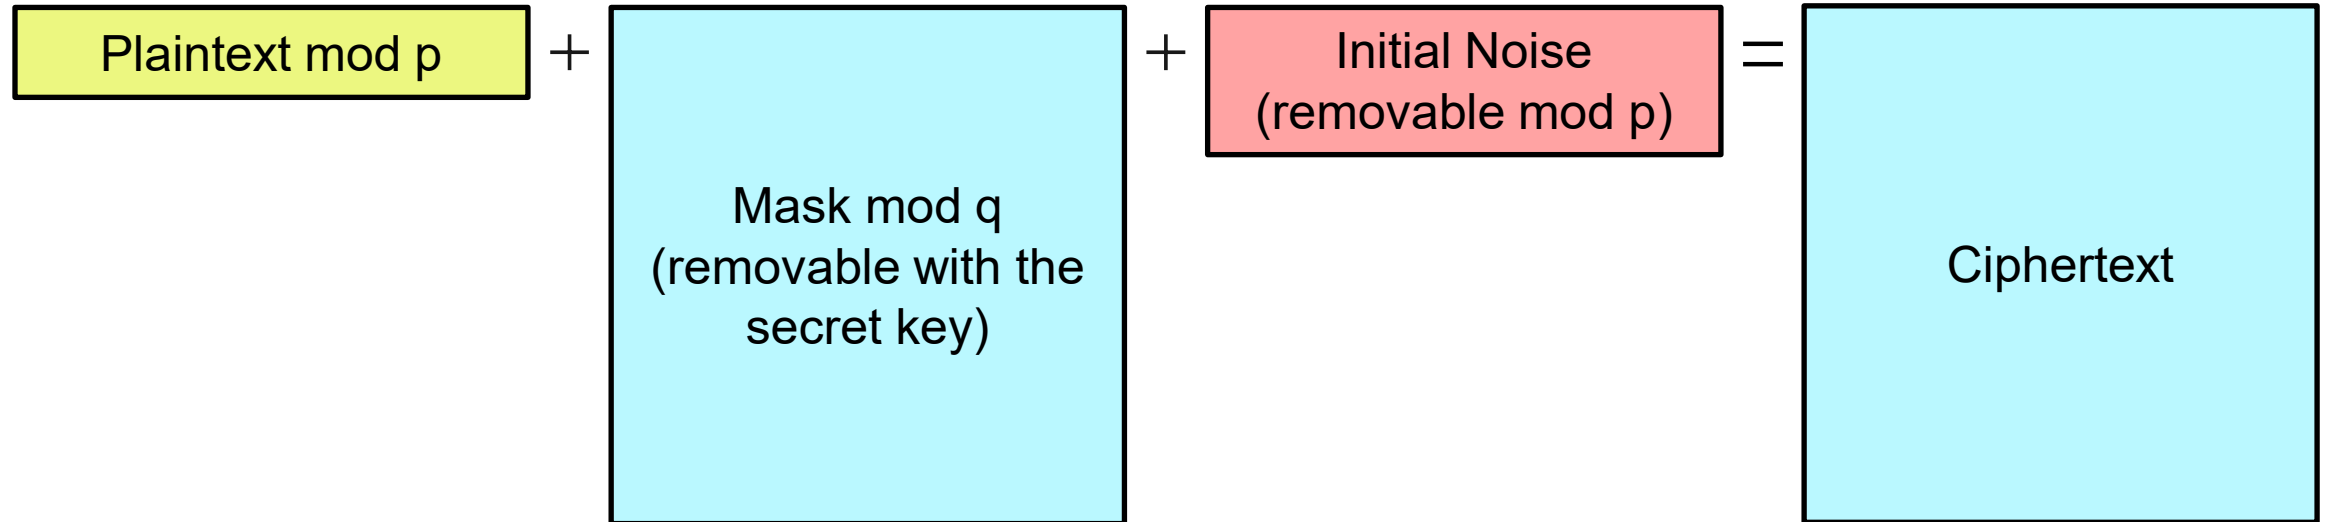 Plaintext mod p
+
Mask mod q
(removable with the
secret key)
+
Initial Noise
(removable mod p)
=
Ciphertext